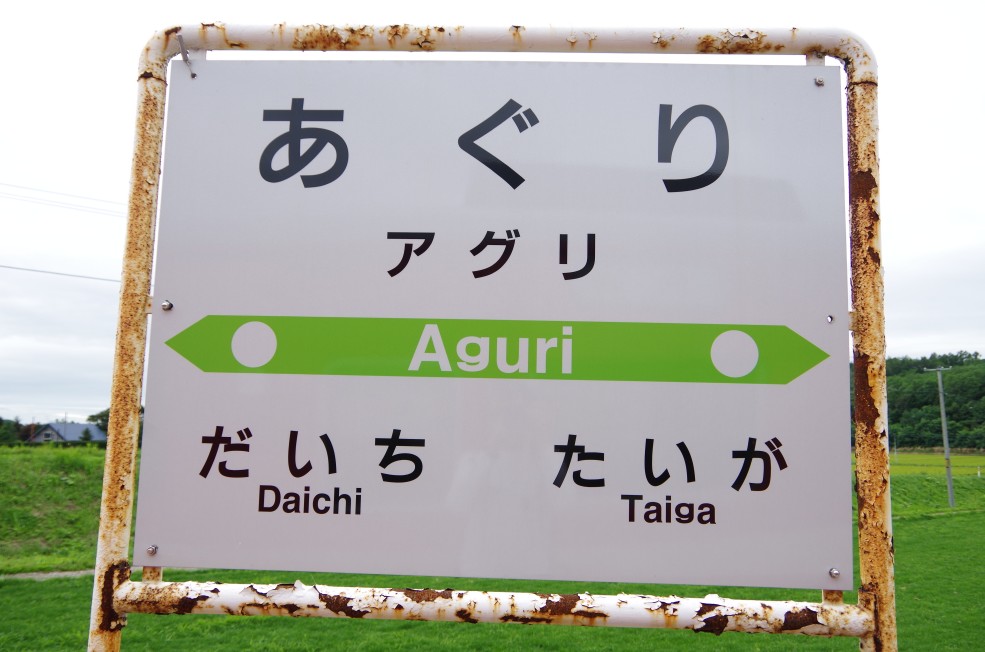 あぐり
アグリ
Aguri
だいち たいが
Daichi Taiga